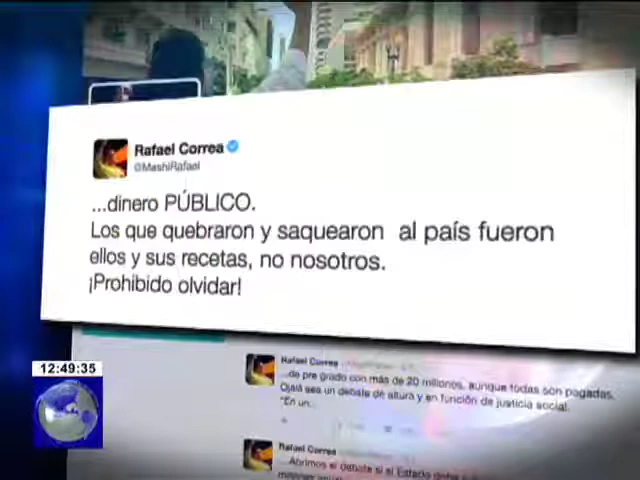 Rafael Correa
@MashiRafael
...dinero PÚBLICO.
Los que quebraron y saquearon al país fueron
ellos y sus recetas, no nosotros.
¡Prohibido olvidar!
12:49:35
Rafael Correa
...de pre grado con más de 20 millones, aunque todas son pagadas.
Ojalá sea un debate de altura y en función de justicia social.
"En un...
Rafael Correa
...Abrimos el debate si el Estado debe